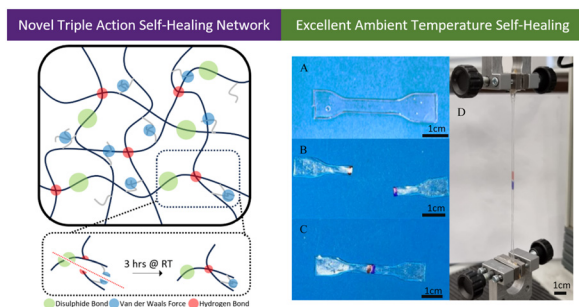 Novel Triple Action Self-Healing Network
Excellent Ambient Temperature Self-Healing
3 hrs @ RT
Disulphide Bond Van der Waals Force Hydrogen Bond
A
1cm
B
1cm
C
1cm
D
1cm